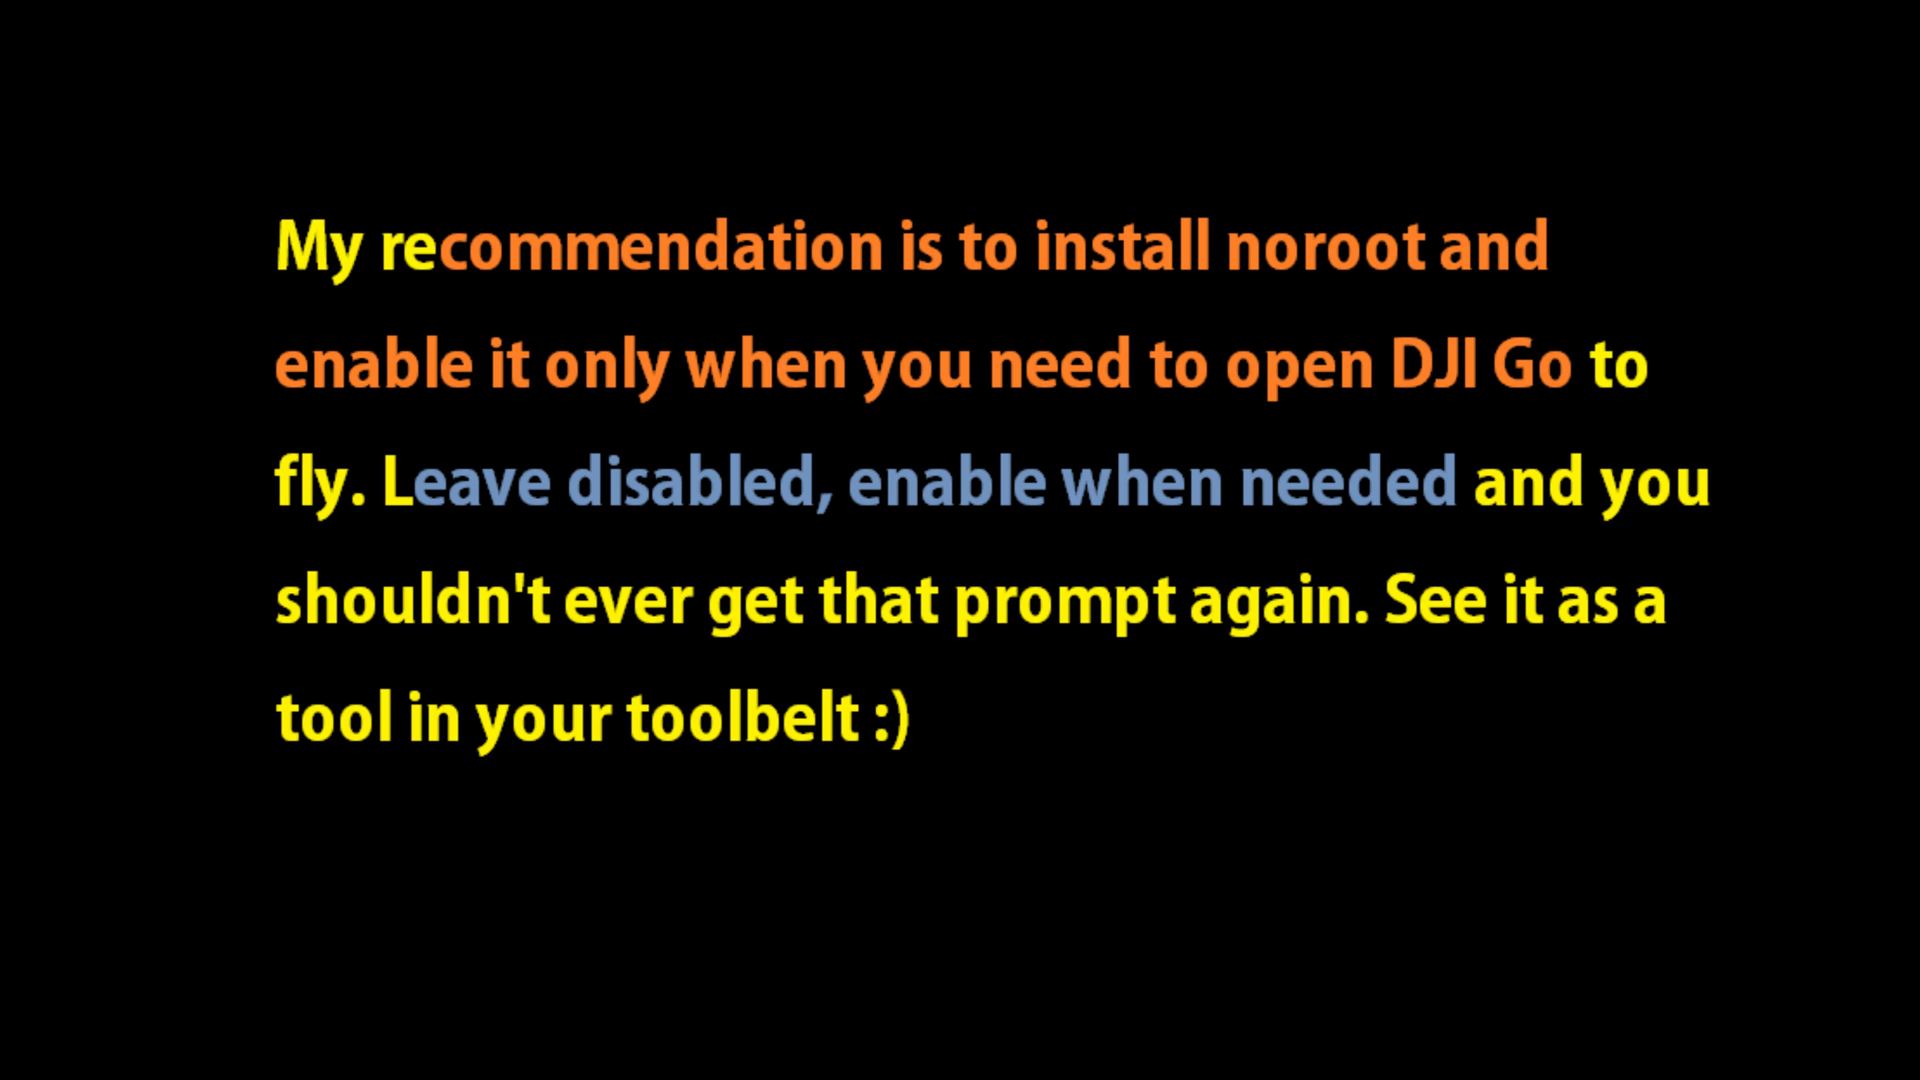 My recommendation is to install noroot and
enable it only when you need to open DJI Go to
fly. Leave disabled, enable when needed and you
shouldn't ever get that prompt again. See it as a
tool in your toolbelt :)